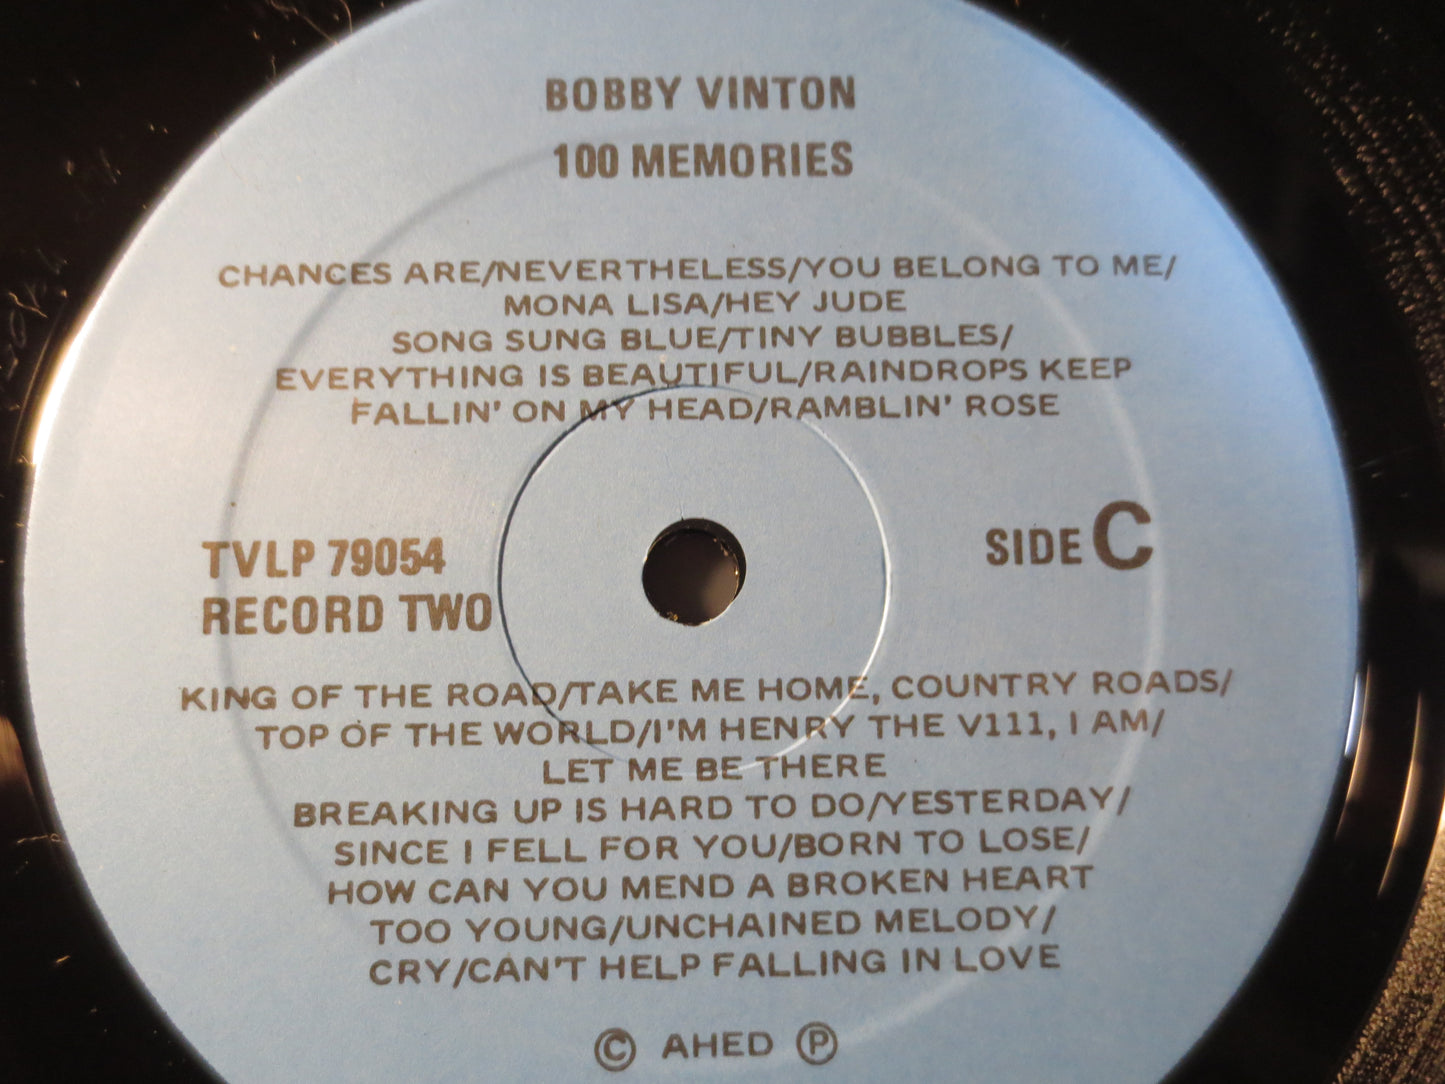 BOBBY VINTON
100 MEMORIES
CHANCES ARE/NEVERTHELESS/YOU BELONG TO ME/
MONA LISA/HEY JUDE
SONG SUNG BLUE/TINY BUBBLES/
EVERYTHING IS BEAUTIFUL/RAINDROPS KEEP
FALLIN' ON MY HEAD/RAMBLIN' ROSE
TVLP 79054
RECORD TWO
SIDE C
KING OF THE ROAD/TAKE ME HOME, COUNTRY ROADS/
TOP OF THE WORLD/I'M HENRY THE V111, I AM/
LET ME BE THERE
BREAKING UP IS HARD TO DO/YESTERDAY/
SINCE I FELL FOR YOU/BORN TO LOSE/
HOW CAN YOU MEND A BROKEN HEART
TOO YOUNG/UNCHAINED MELODY/
CRY/CAN'T HELP FALLING IN LOVE
© AHED ℗